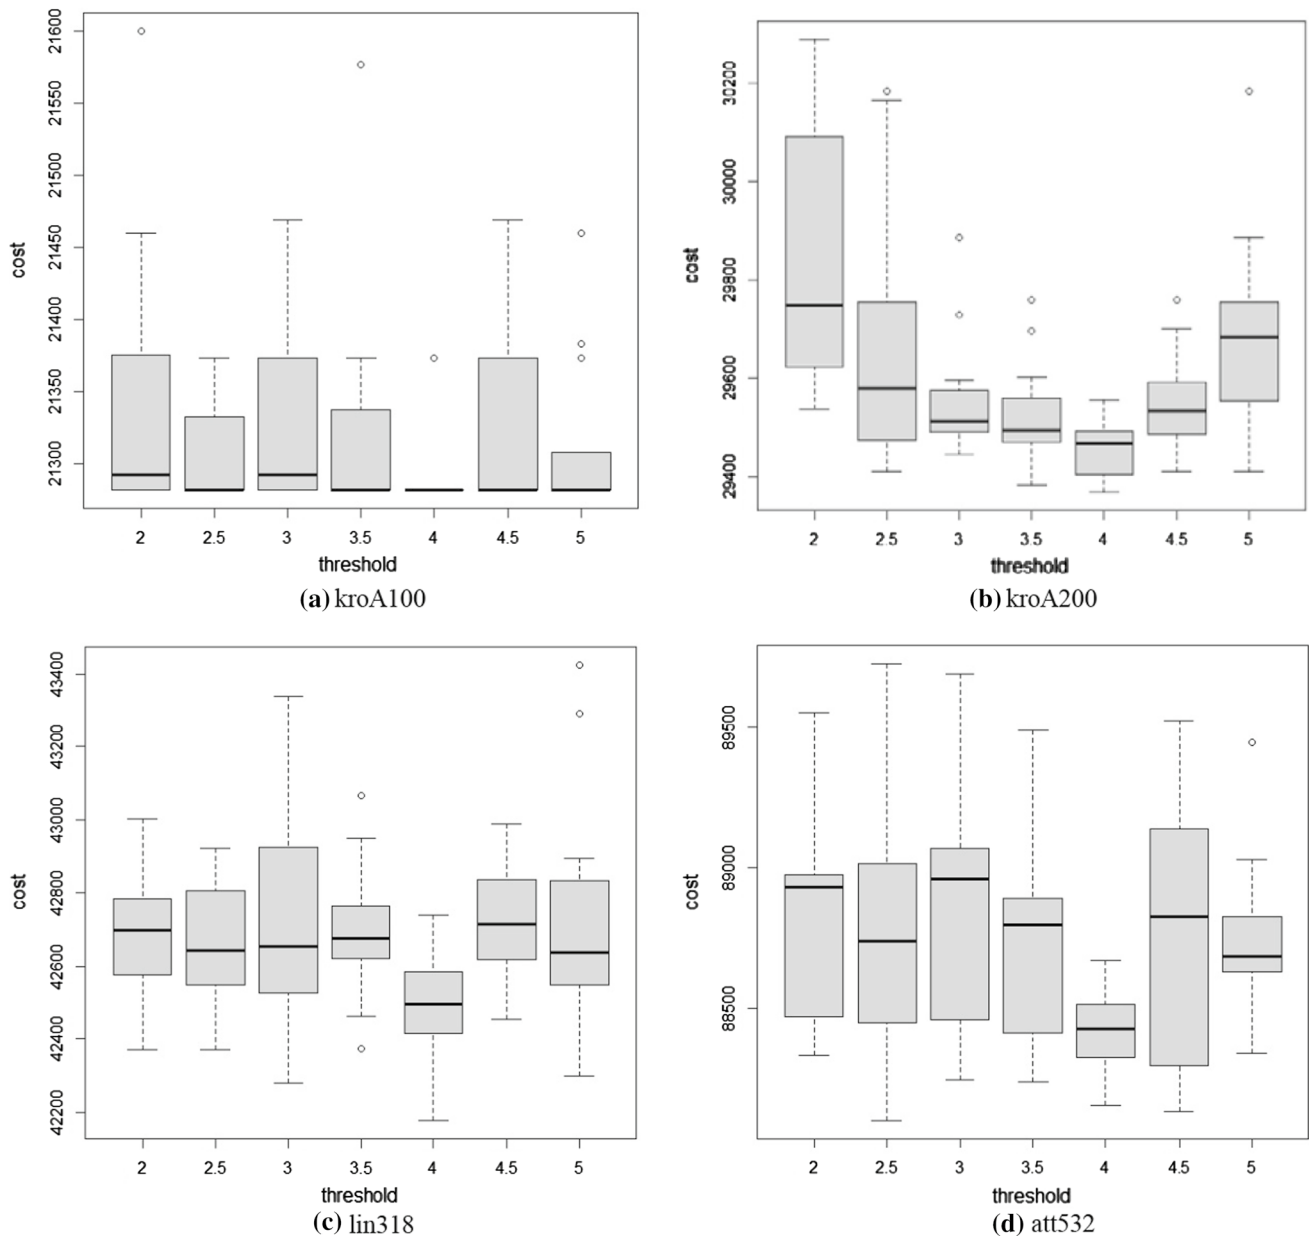 21600
21550
21500
21450
21400
21350
21300
cost
2 2.5 3 3.5 4 4.5 5
threshold
(a) kroA100
30200
30000
29800
29600
29400
cost
2 2.5 3 3.5 4 4.5 5
threshold
(b) kroA200
43400
43200
43000
42800
42600
42400
42200
cost
2 2.5 3 3.5 4 4.5 5
threshold
(c) lin318
89500
89000
88500
cost
2 2.5 3 3.5 4 4.5 5
threshold
(d) att532